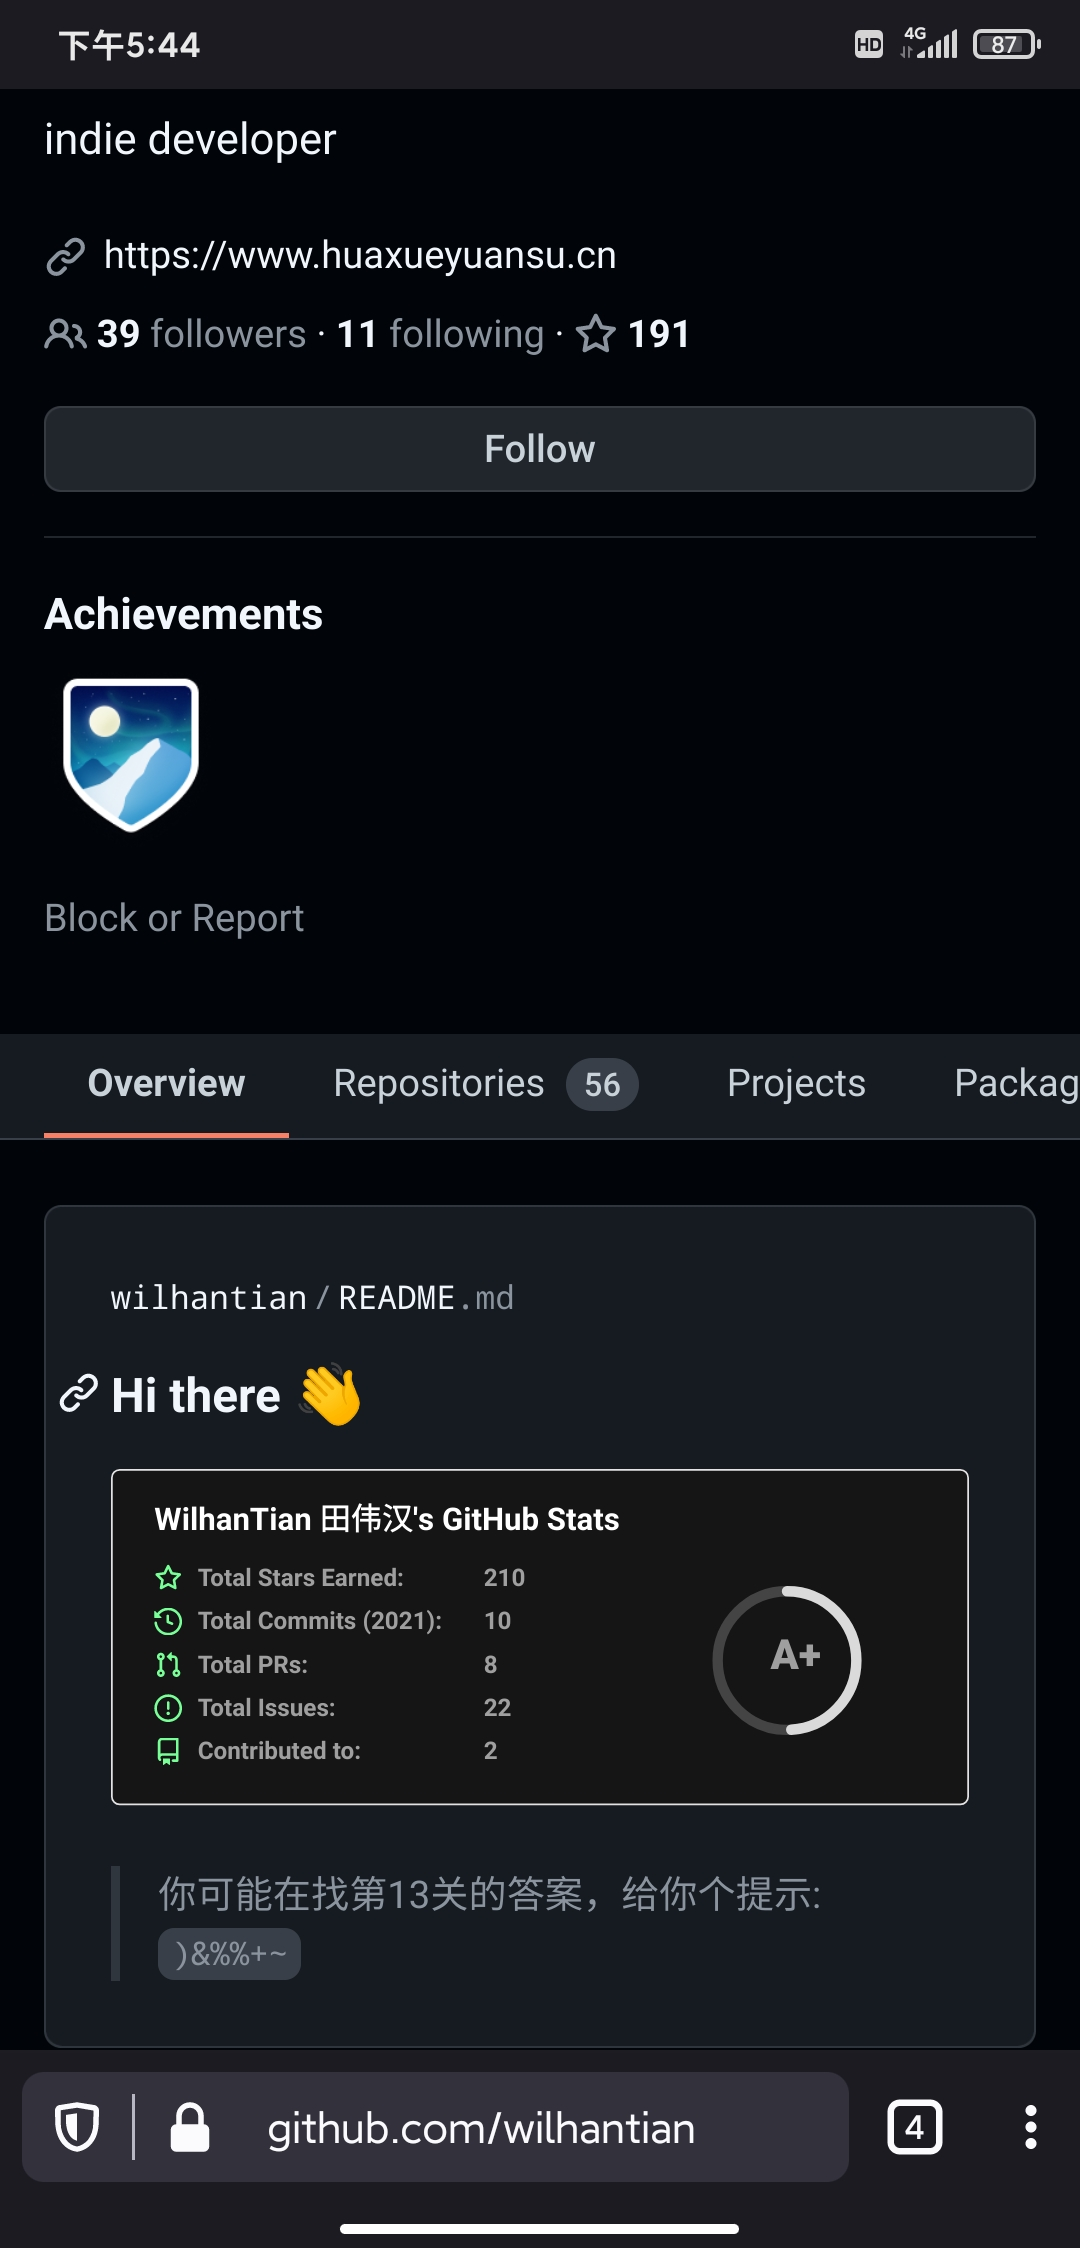 下午5:44
HD 4G 87
indie developer
https://www.huaxueyuansu.cn
39 followers · 11 following · 191
Follow
Achievements
Block or Report
Overview Repositories 56 Projects Packag
wilhantian/README.md
Hi there 👋
WilhanTian 田伟汉's GitHub Stats
Total Stars Earned: 210
Total Commits (2021): 10
Total PRs: 8
Total Issues: 22
Contributed to: 2
A+
你可能在找第13关的答案，给你个提示:
)&%%+~
github.com/wilhantian 4